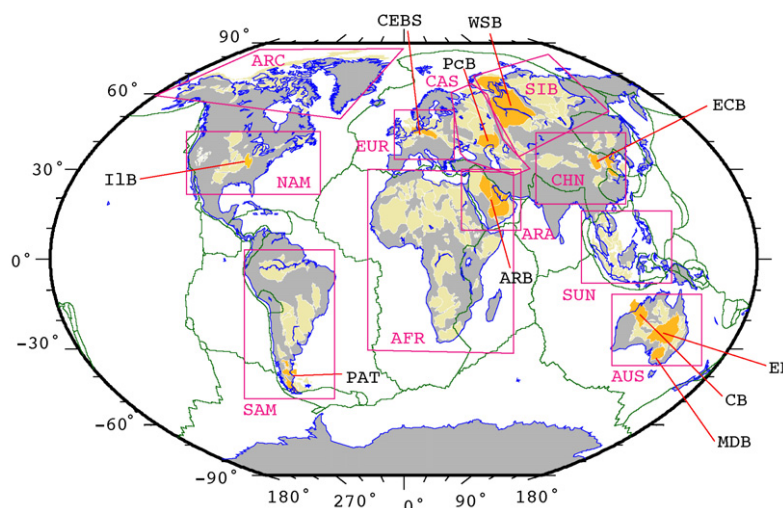 CEBS
WSB
90°
PcB
ARC
CAS
SIB
60°
ECB
EUR
30°
IlB
CHN
NAM
ARA
0°
ARB
SUN
AFR
-30°
PAT
AUS
CB
SAM
-60°
MDB
-90°
180°
270°
0°
90°
180°